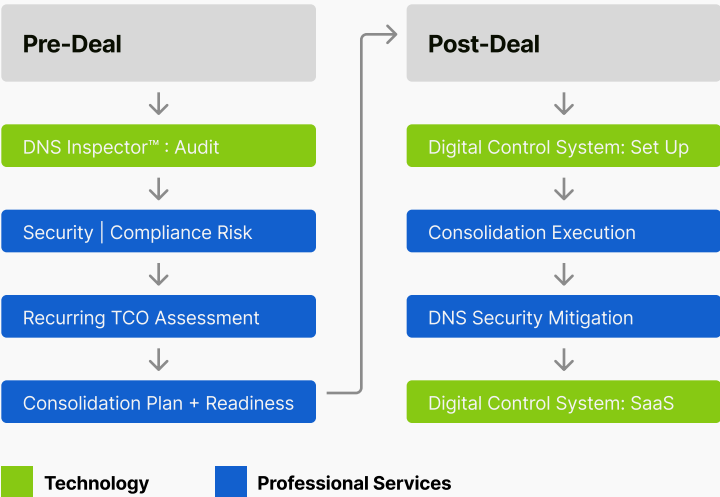 Pre-Deal
DNS Inspector™ : Audit
Security | Compliance Risk
Recurring TCO Assessment
Consolidation Plan + Readiness
Post-Deal
Digital Control System: Set Up
Consolidation Execution
DNS Security Mitigation
Digital Control System: SaaS
Technology
Professional Services